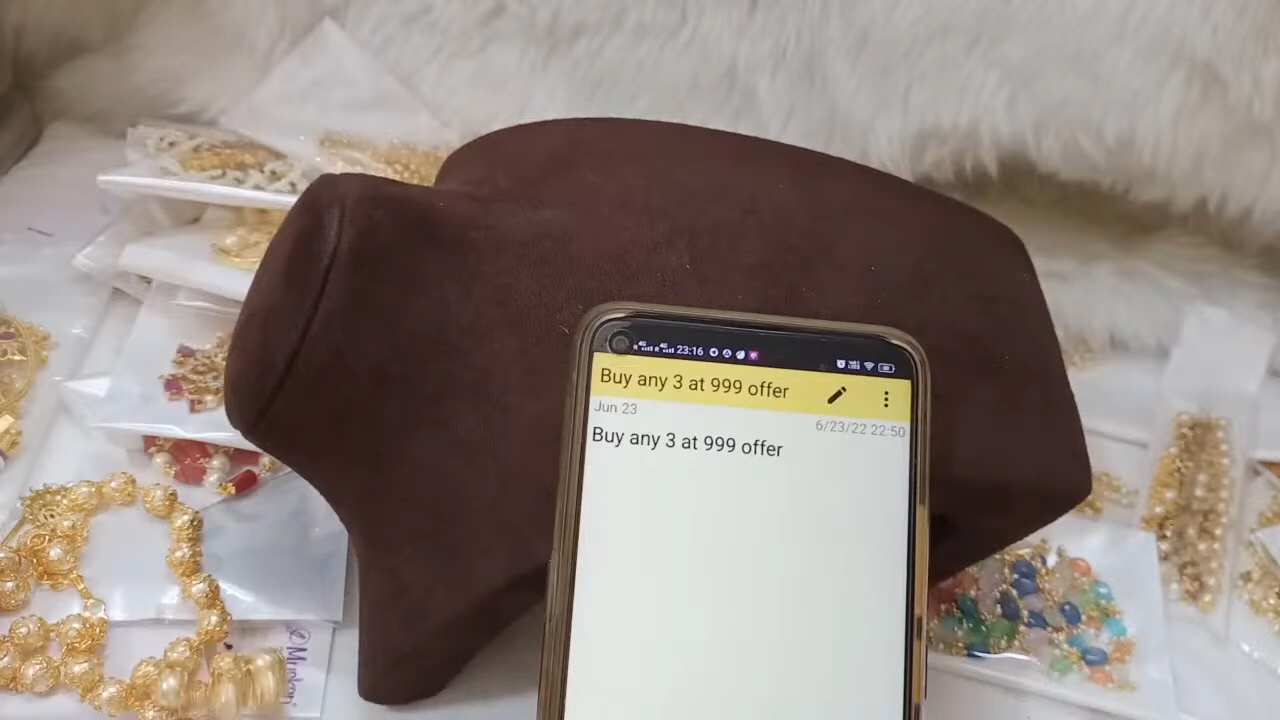 23:16
Buy any 3 at 999 offer
Jun 23
6/23/22 22:50
Buy any 3 at 999 offer